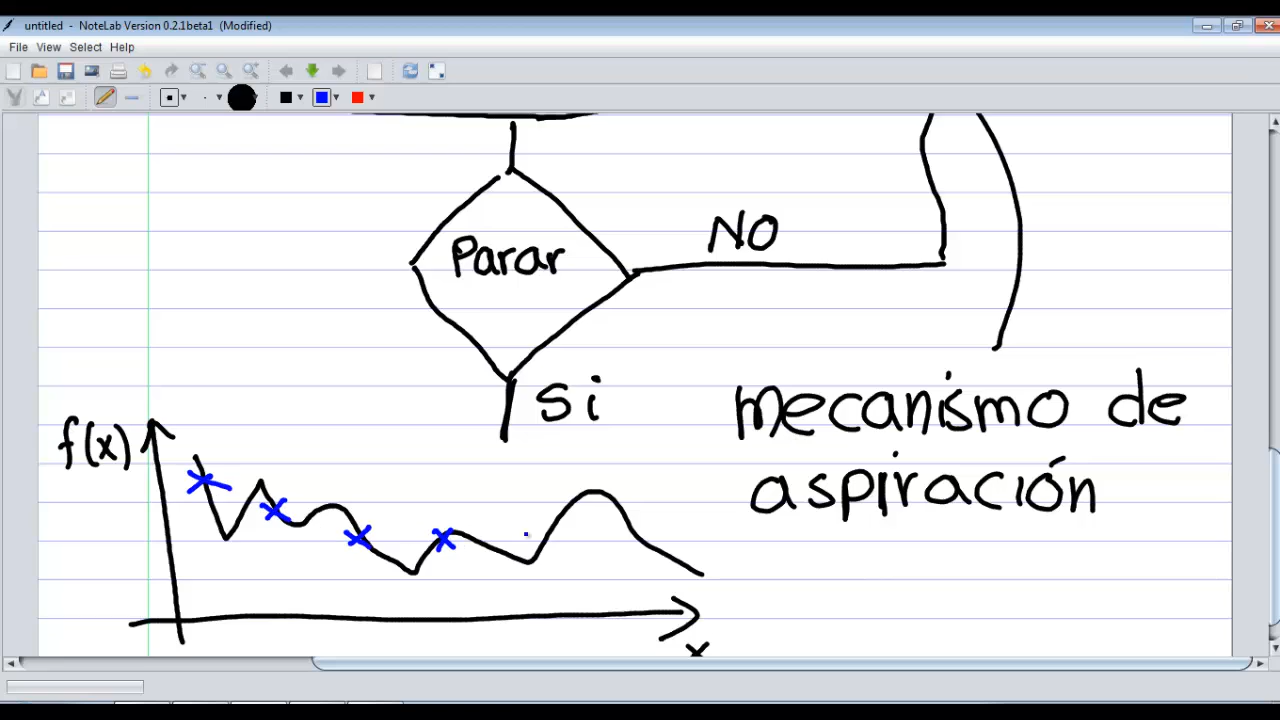 untitled - NoteLab Version 0.2.1beta1 (Modified)
File View Select Help
NO
Parar
Si
mecanismo de
aspiración
f(x)
x